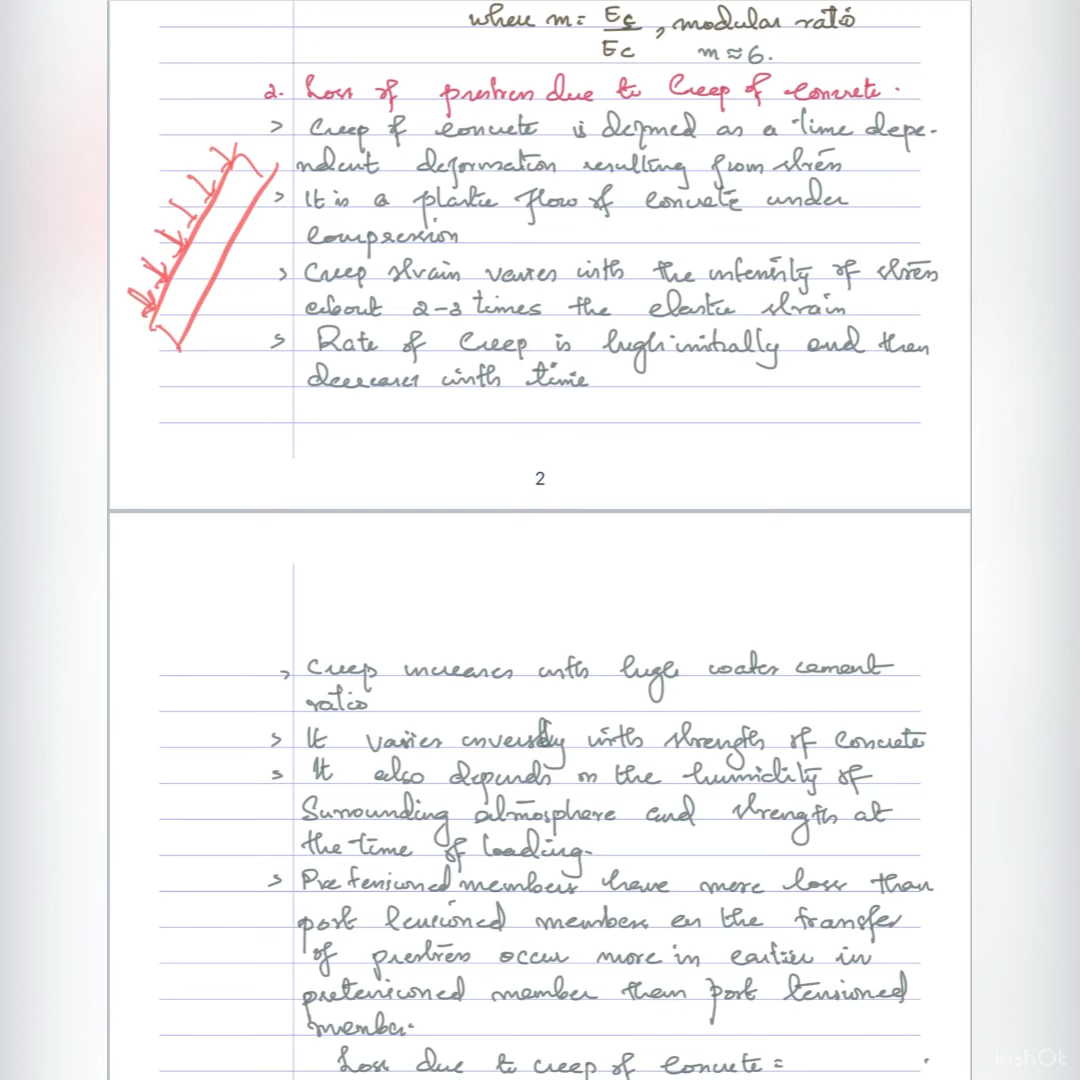 where m = Es/Ec, modular ratio
m ≈ 6.
2. Loss of prestress due to Creep of concrete.
> Creep of concrete is defined as a time depe-
ndent deformation resulting from stress
> It is a plastic flow of concrete under
compression
> Creep strain varies with the intensity of stress
about 2-3 times the elastic strain
> Rate of Creep is high initially and then
decreases with time
2
> Creep increases with high water cement
ratio
> It varies inversely with strength of concrete
> It also depends on the humidity of
Surrounding atmosphere and strength at
the time of loading.
> Pretensioned members have more loss than
post tensioned members as the transfer
of prestress occur more in earlier in
pretensioned member than post tensioned
member.
Loss due to creep of concrete =
InShOt